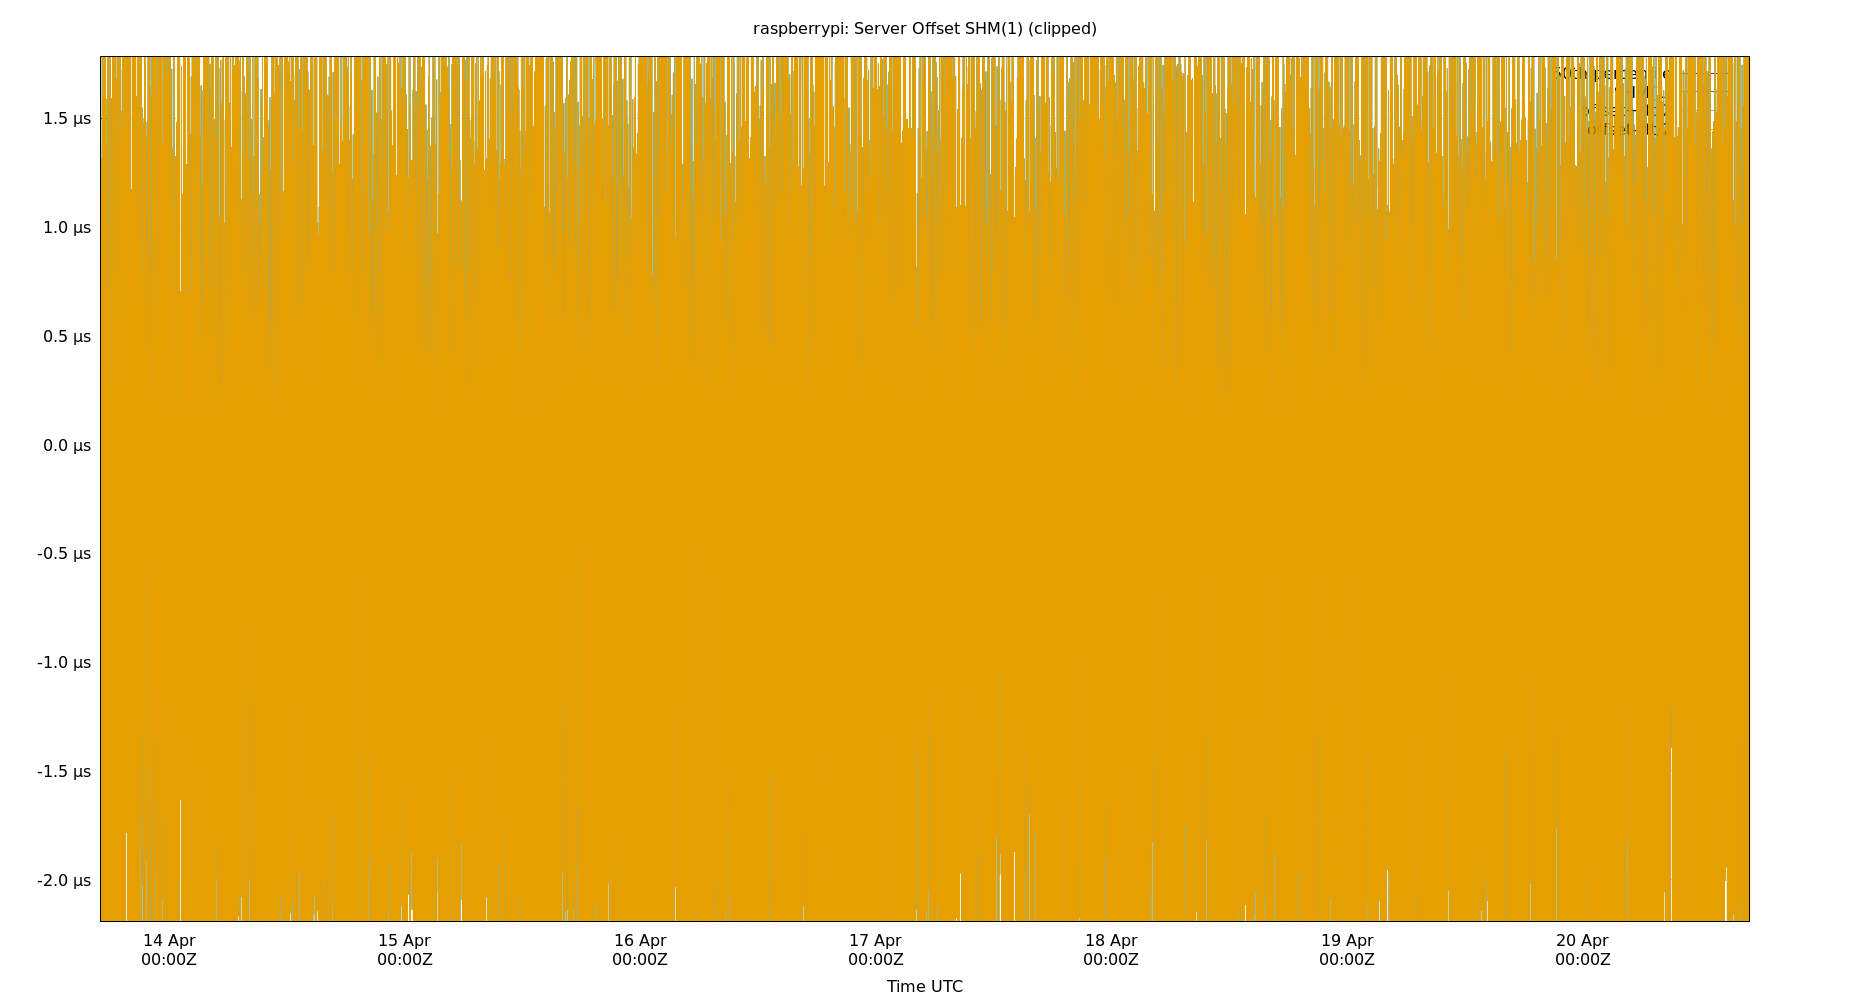 raspberrypi: Server Offset SHM(1) (clipped)
1.5 µs
1.0 µs
0.5 µs
0.0 µs
-0.5 µs
-1.0 µs
-1.5 µs
-2.0 µs
14 Apr
00:00Z
15 Apr
00:00Z
16 Apr
00:00Z
17 Apr
00:00Z
18 Apr
00:00Z
19 Apr
00:00Z
20 Apr
00:00Z
Time UTC